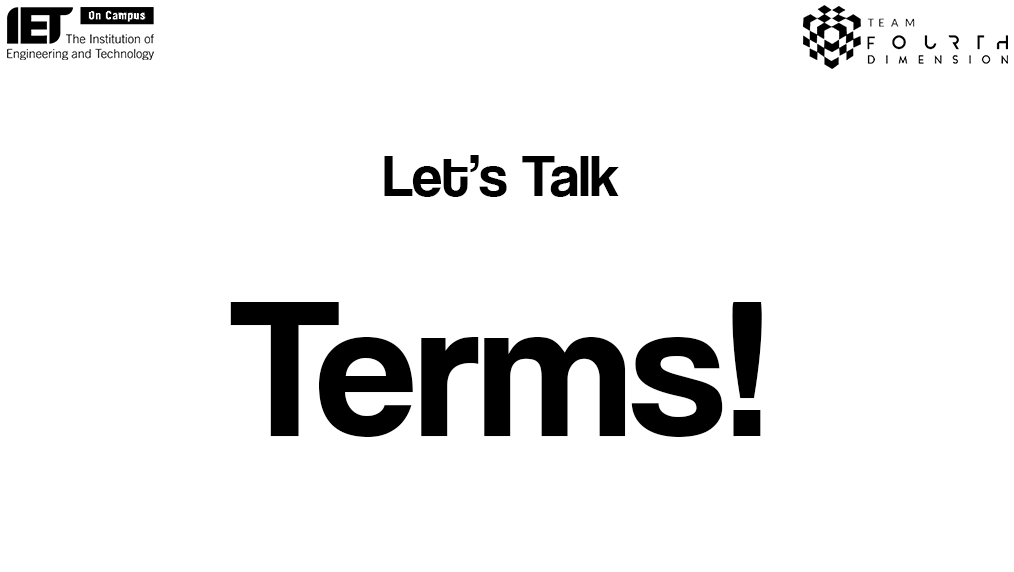 IET On Campus
The Institution of
Engineering and Technology
TEAM
FOURTH
DIMENSION
Let's Talk
Terms!